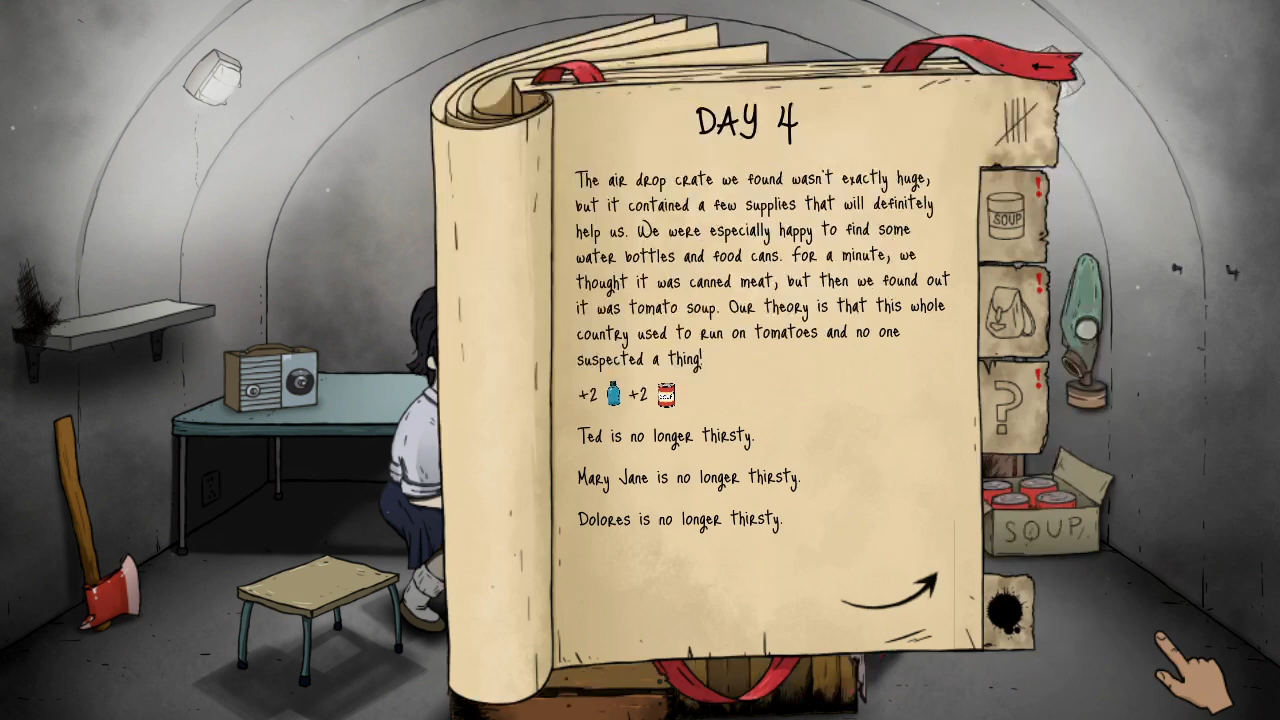 DAY 4
The air drop crate we found wasn't exactly huge,
but it contained a few supplies that will definitely
help us. We were especially happy to find some
water bottles and food cans. For a minute, we
thought it was canned meat, but then we found out
it was tomato soup. Our theory is that this whole
country used to run on tomatoes and no one
suspected a thing!
+2 +2
Ted is no longer thirsty.
Mary Jane is no longer thirsty.
Dolores is no longer thirsty.
!
SOUP
!
!
?
SOUP